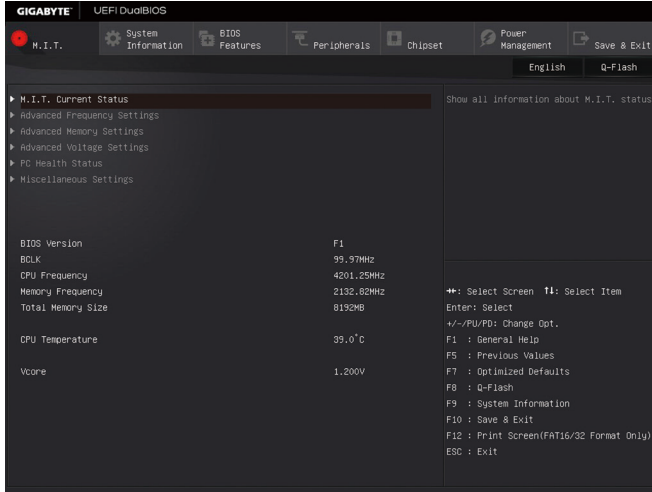 GIGABYTE™ UEFI DualBIOS
M.I.T.
System Information
BIOS Features
Peripherals
Chipset
Power Management
Save & Exit
English Q-Flash
M.I.T. Current Status
Advanced Frequency Settings
Advanced Memory Settings
Advanced Voltage Settings
PC Health Status
Miscellaneous Settings
Show all information about M.I.T. status
BIOS Version F1
BCLK 99.97MHz
CPU Frequency 4201.25MHz
Memory Frequency 2132.82MHz
Total Memory Size 8192MB
CPU Temperature 39.0°C
Vcore 1.200V
→←: Select Screen ↑↓: Select Item
Enter: Select
+/-/PU/PD: Change Opt.
F1 : General Help
F5 : Previous Values
F7 : Optimized Defaults
F8 : Q-Flash
F9 : System Information
F10 : Save & Exit
F12 : Print Screen(FAT16/32 Format Only)
ESC : Exit